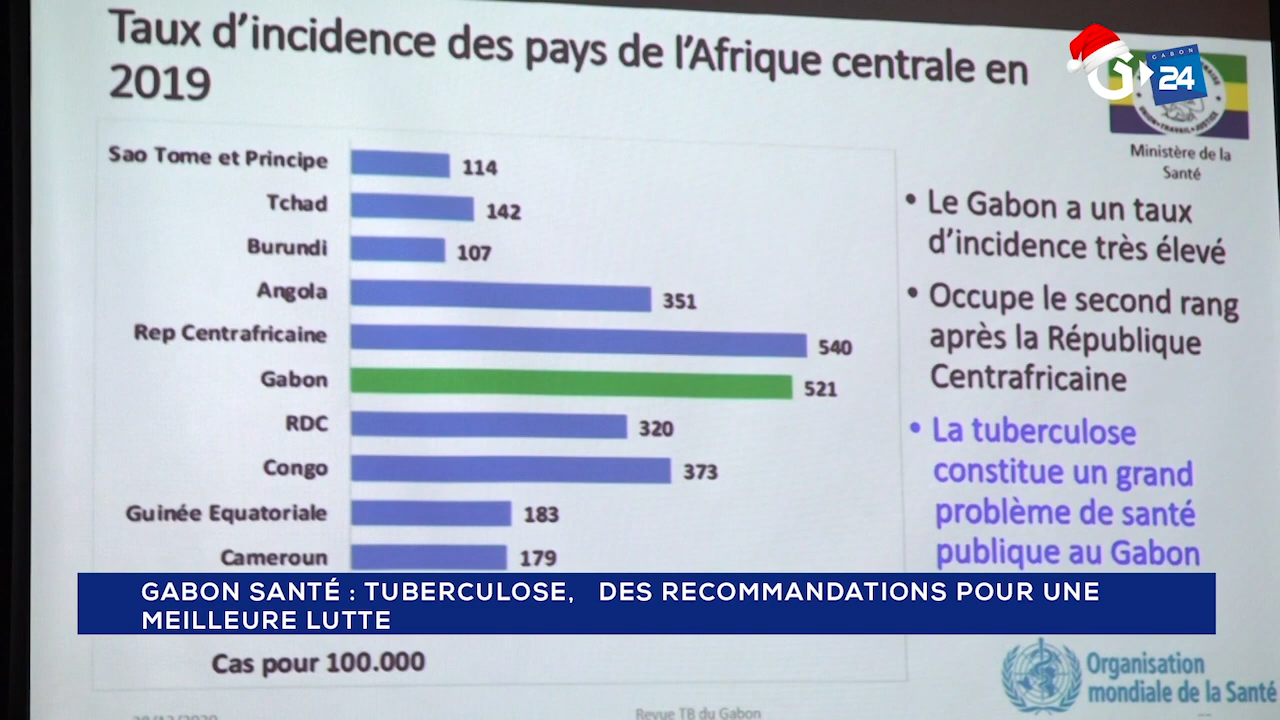 Taux d'incidence des pays de l'Afrique centrale en
2019
GABON
24
UNION • TRAVAIL • JUSTICE
Ministère de la
Santé
Sao Tome et Principe 114
Tchad 142
Burundi 107
Angola 351
Rep Centrafricaine 540
Gabon 521
RDC 320
Congo 373
Guinée Equatoriale 183
Cameroun 179
• Le Gabon a un taux
d'incidence très élevé
• Occupe le second rang
après la République
Centrafricaine
• La tuberculose
constitue un grand
problème de santé
publique au Gabon
GABON SANTÉ : TUBERCULOSE, DES RECOMMANDATIONS POUR UNE
MEILLEURE LUTTE
Cas pour 100.000
Organisation
mondiale de la Santé
Revue TB du Gabon